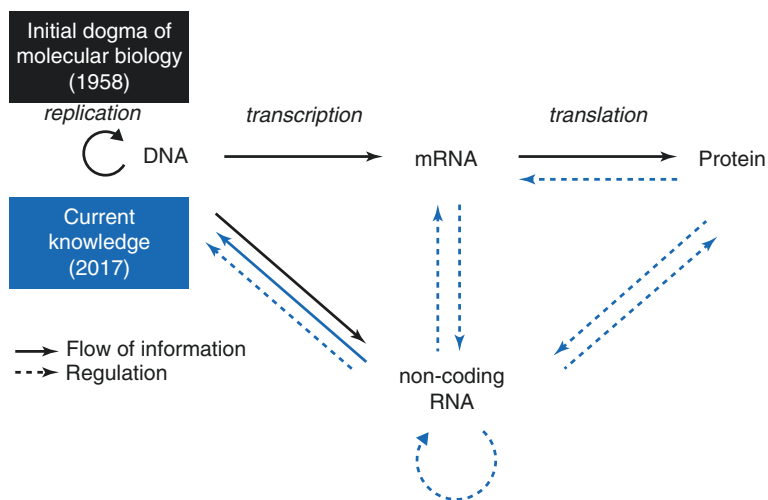 Initial dogma of
molecular biology
(1958)
replication
transcription
translation
DNA
mRNA
Protein
Current
knowledge
(2017)
Flow of information
Regulation
non-coding
RNA